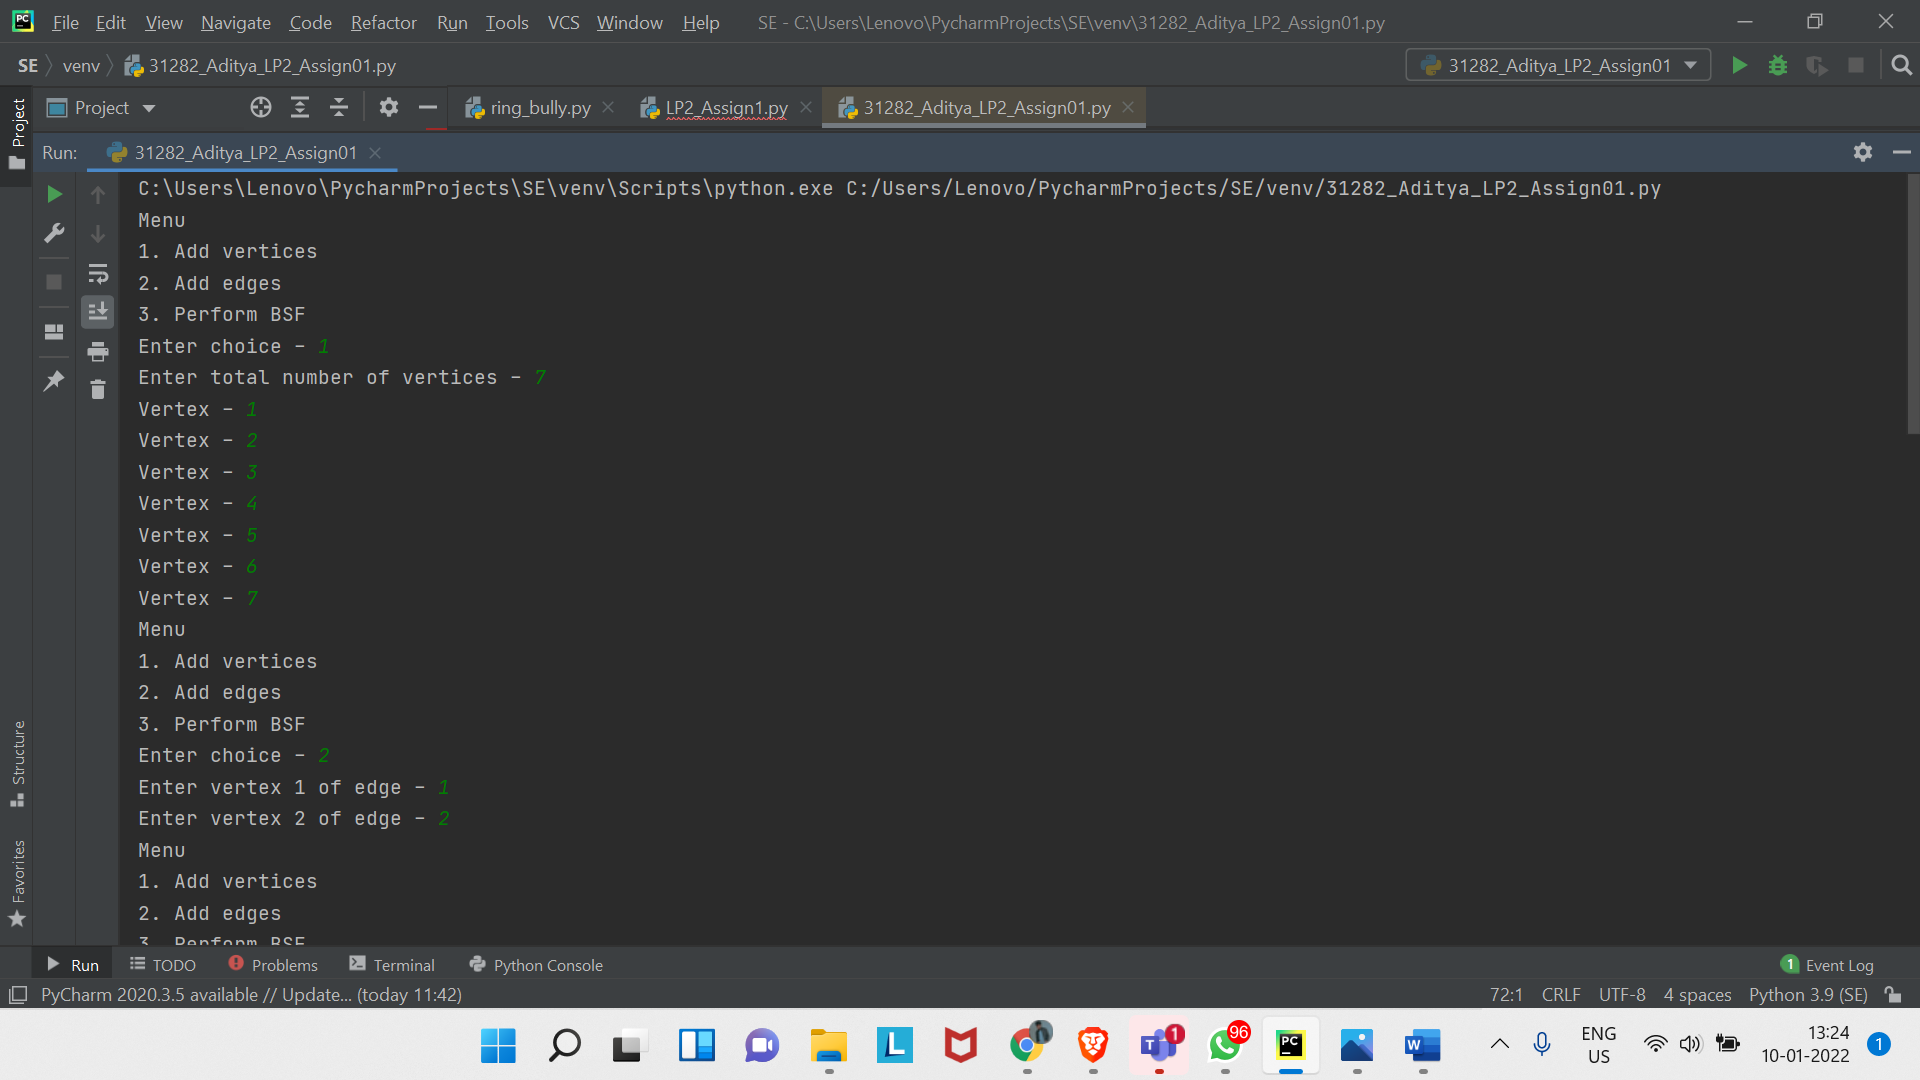 PC File Edit View Navigate Code Refactor Run Tools VCS Window Help SE - C:\Users\Lenovo\PycharmProjects\SE\venv\31282_Aditya_LP2_Assign01.py
SE venv 31282_Aditya_LP2_Assign01.py 31282_Aditya_LP2_Assign01
Project Project ring_bully.py LP2_Assign1.py 31282_Aditya_LP2_Assign01.py
Run: 31282_Aditya_LP2_Assign01
C:\Users\Lenovo\PycharmProjects\SE\venv\Scripts\python.exe C:/Users/Lenovo/PycharmProjects/SE/venv/31282_Aditya_LP2_Assign01.py
Menu
1. Add vertices
2. Add edges
3. Perform BSF
Enter choice - 1
Enter total number of vertices - 7
Vertex - 1
Vertex - 2
Vertex - 3
Vertex - 4
Vertex - 5
Vertex - 6
Vertex - 7
Menu
1. Add vertices
2. Add edges
3. Perform BSF
Enter choice - 2
Enter vertex 1 of edge - 1
Enter vertex 2 of edge - 2
Menu
1. Add vertices
2. Add edges
3. Perform BSF
Structure
Favorites
Run TODO Problems Terminal Python Console 1 Event Log
PyCharm 2020.3.5 available // Update... (today 11:42) 72:1 CRLF UTF-8 4 spaces Python 3.9 (SE)
L T 1 96 PC W ENG US 13:24 10-01-2022 1